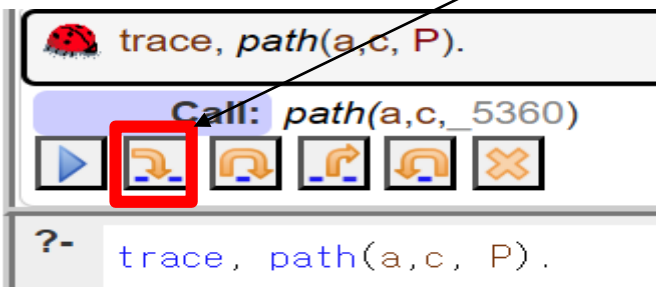 trace, path(a,c, P).
Call: path(a,c,_5360)
?- trace, path(a,c, P).